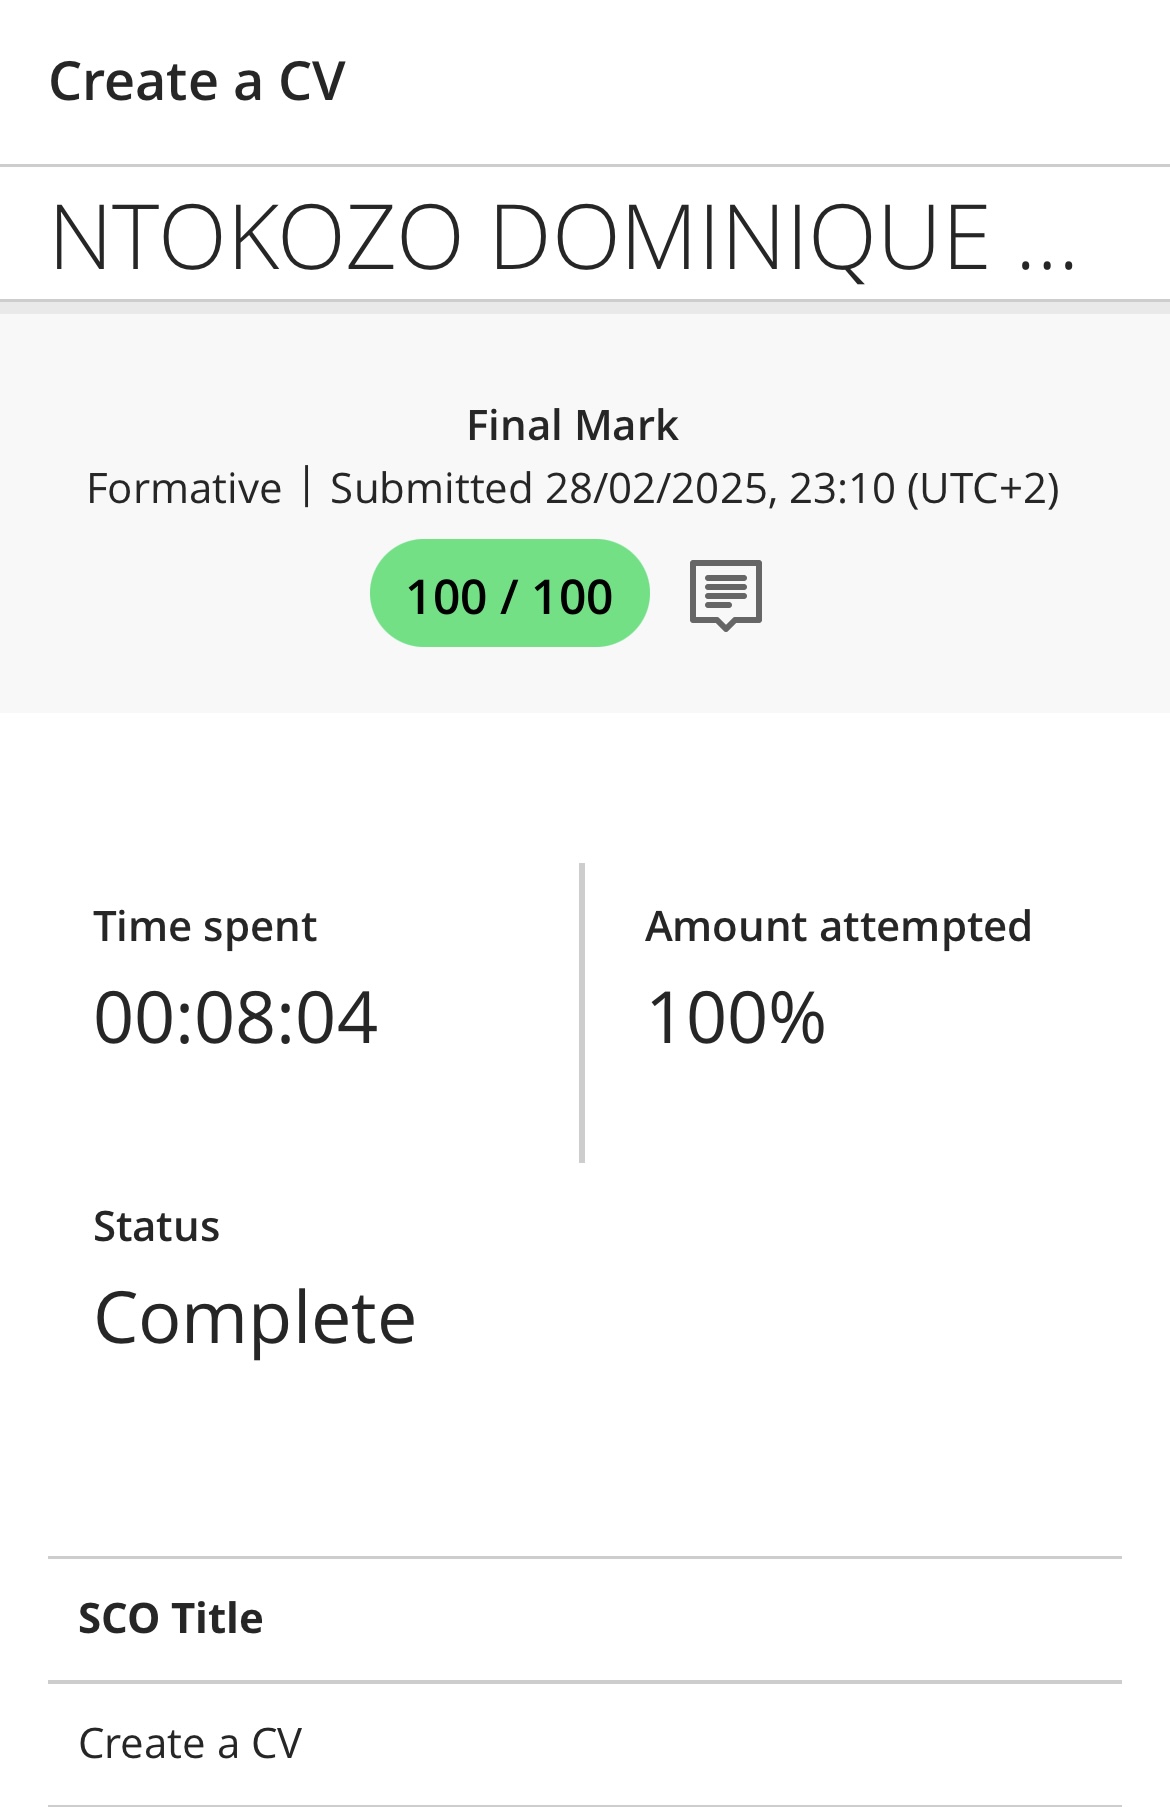 Create a CV
NTOKOZO DOMINIQUE ...
Final Mark
Formative | Submitted 28/02/2025, 23:10 (UTC+2)
100 / 100
Time spent
Amount attempted
00:08:04
100%
Status
Complete
SCO Title
Create a CV